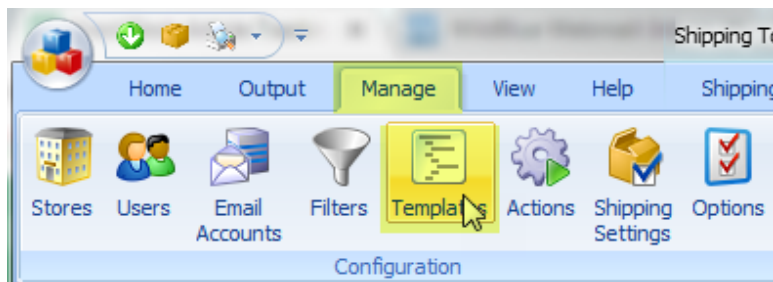 Shipping To
Home Output Manage View Help Shipping
Stores Users Email Accounts Filters Templates Actions Shipping Settings Options
Configuration